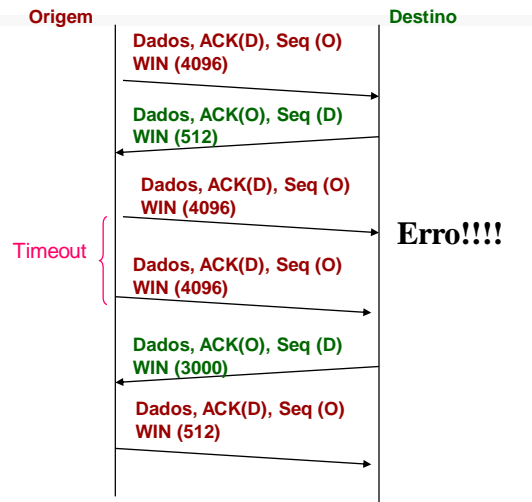 Origem
Destino
Dados, ACK(D), Seq (O)
WIN (4096)
Dados, ACK(O), Seq (D)
WIN (512)
Dados, ACK(D), Seq (O)
WIN (4096)
Erro!!!!
Timeout
Dados, ACK(D), Seq (O)
WIN (4096)
Dados, ACK(O), Seq (D)
WIN (3000)
Dados, ACK(D), Seq (O)
WIN (512)